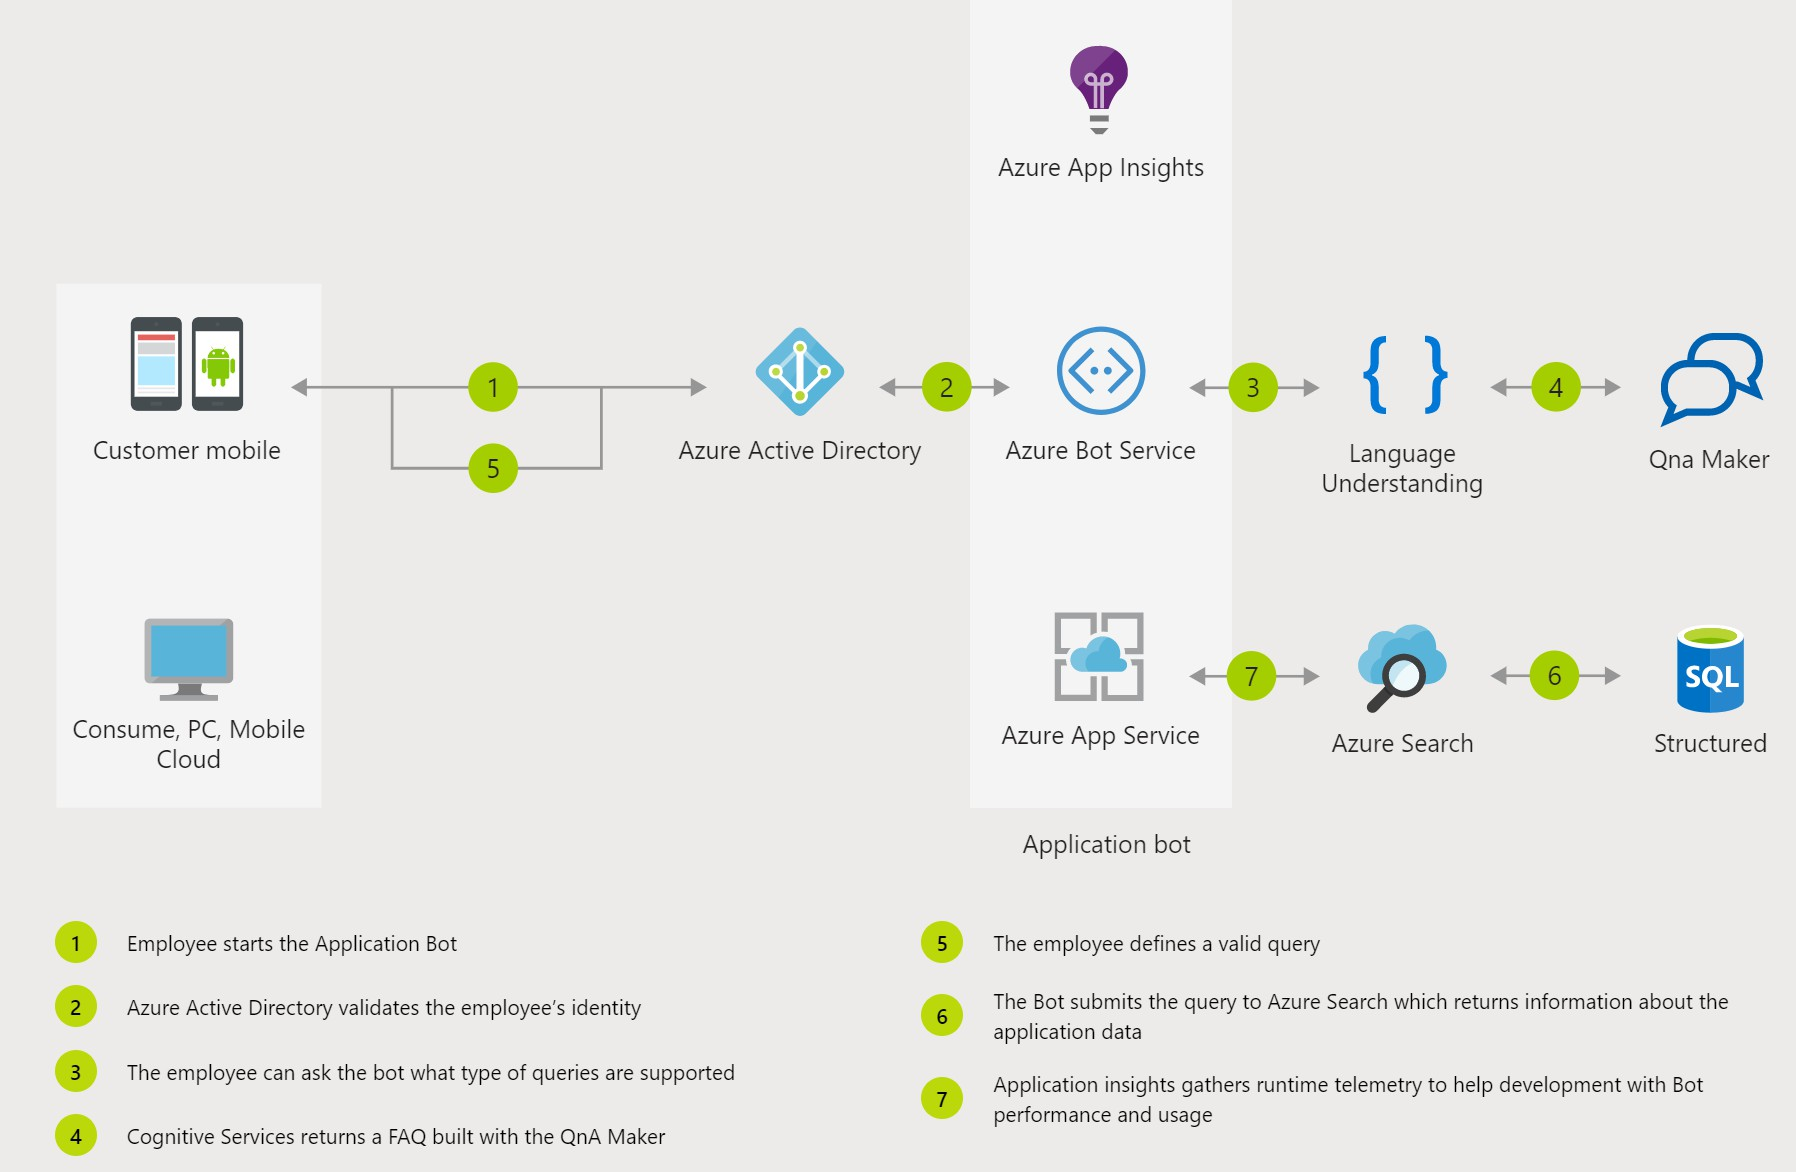 Azure App Insights
1
2
3
4
Customer mobile
Azure Active Directory
Azure Bot Service
Language
Understanding
Qna Maker
5
7
6
SQL
Consume, PC, Mobile
Cloud
Azure App Service
Azure Search
Structured
Application bot
1 Employee starts the Application Bot
2 Azure Active Directory validates the employee’s identity
3 The employee can ask the bot what type of queries are supported
4 Cognitive Services returns a FAQ built with the QnA Maker
5 The employee defines a valid query
6 The Bot submits the query to Azure Search which returns information about the
application data
7 Application insights gathers runtime telemetry to help development with Bot
performance and usage